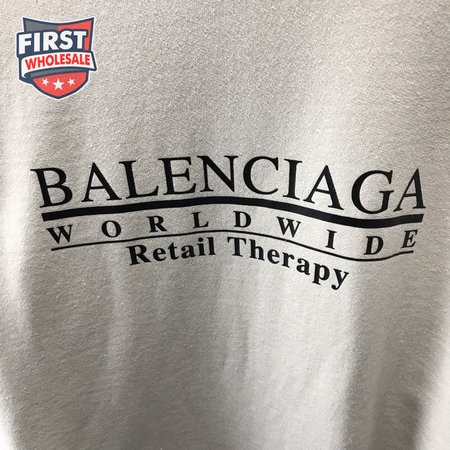 FIRST
WHOLESALE
BALENCIAGA
WORLDWIDE
Retail Therapy